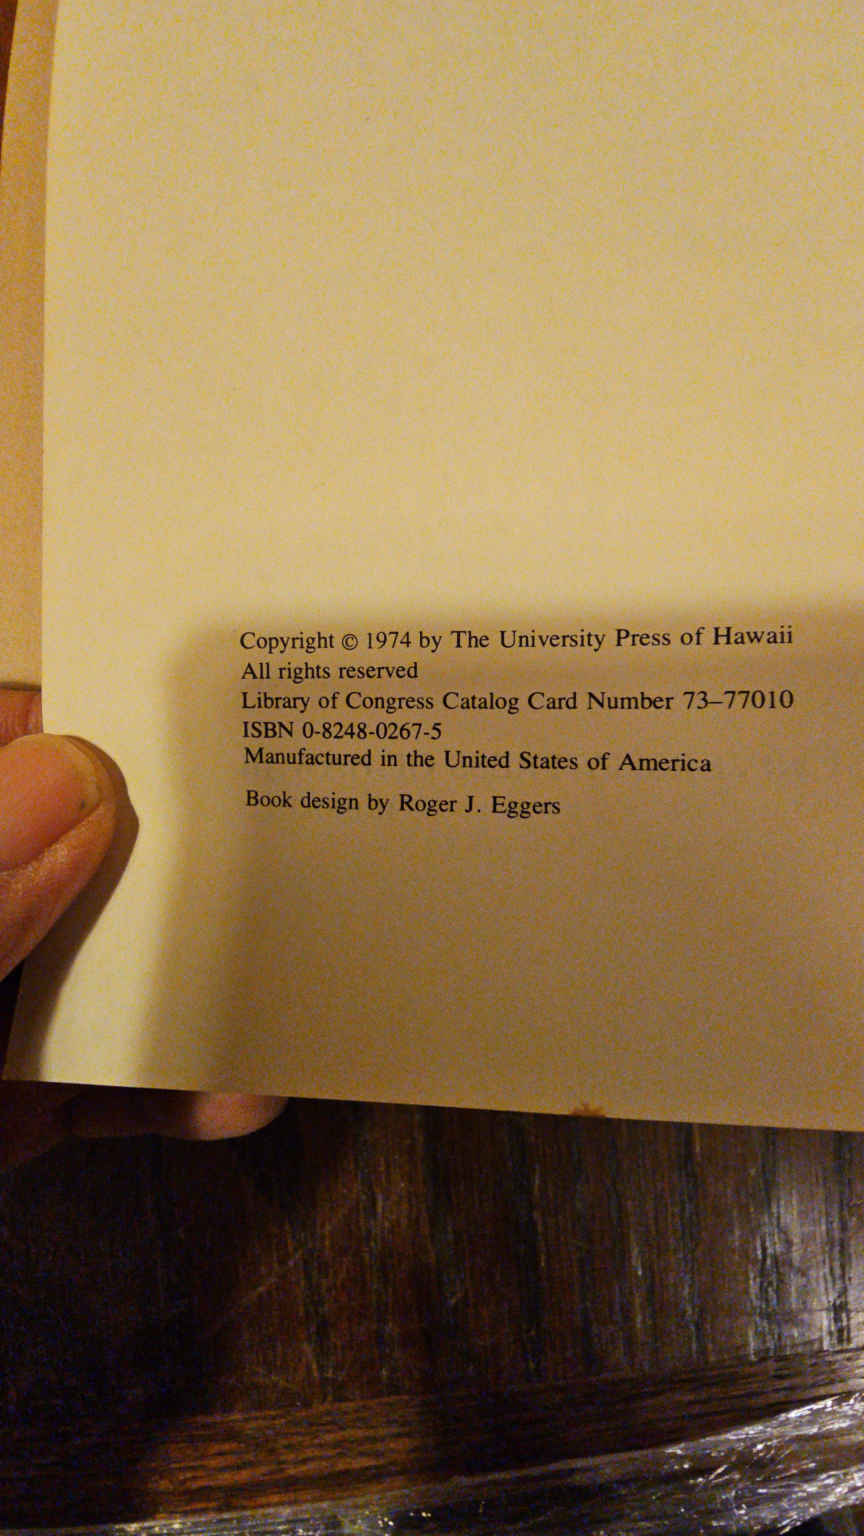 Copyright © 1974 by The University Press of Hawaii
All rights reserved
Library of Congress Catalog Card Number 73–77010
ISBN 0-8248-0267-5
Manufactured in the United States of America
Book design by Roger J. Eggers